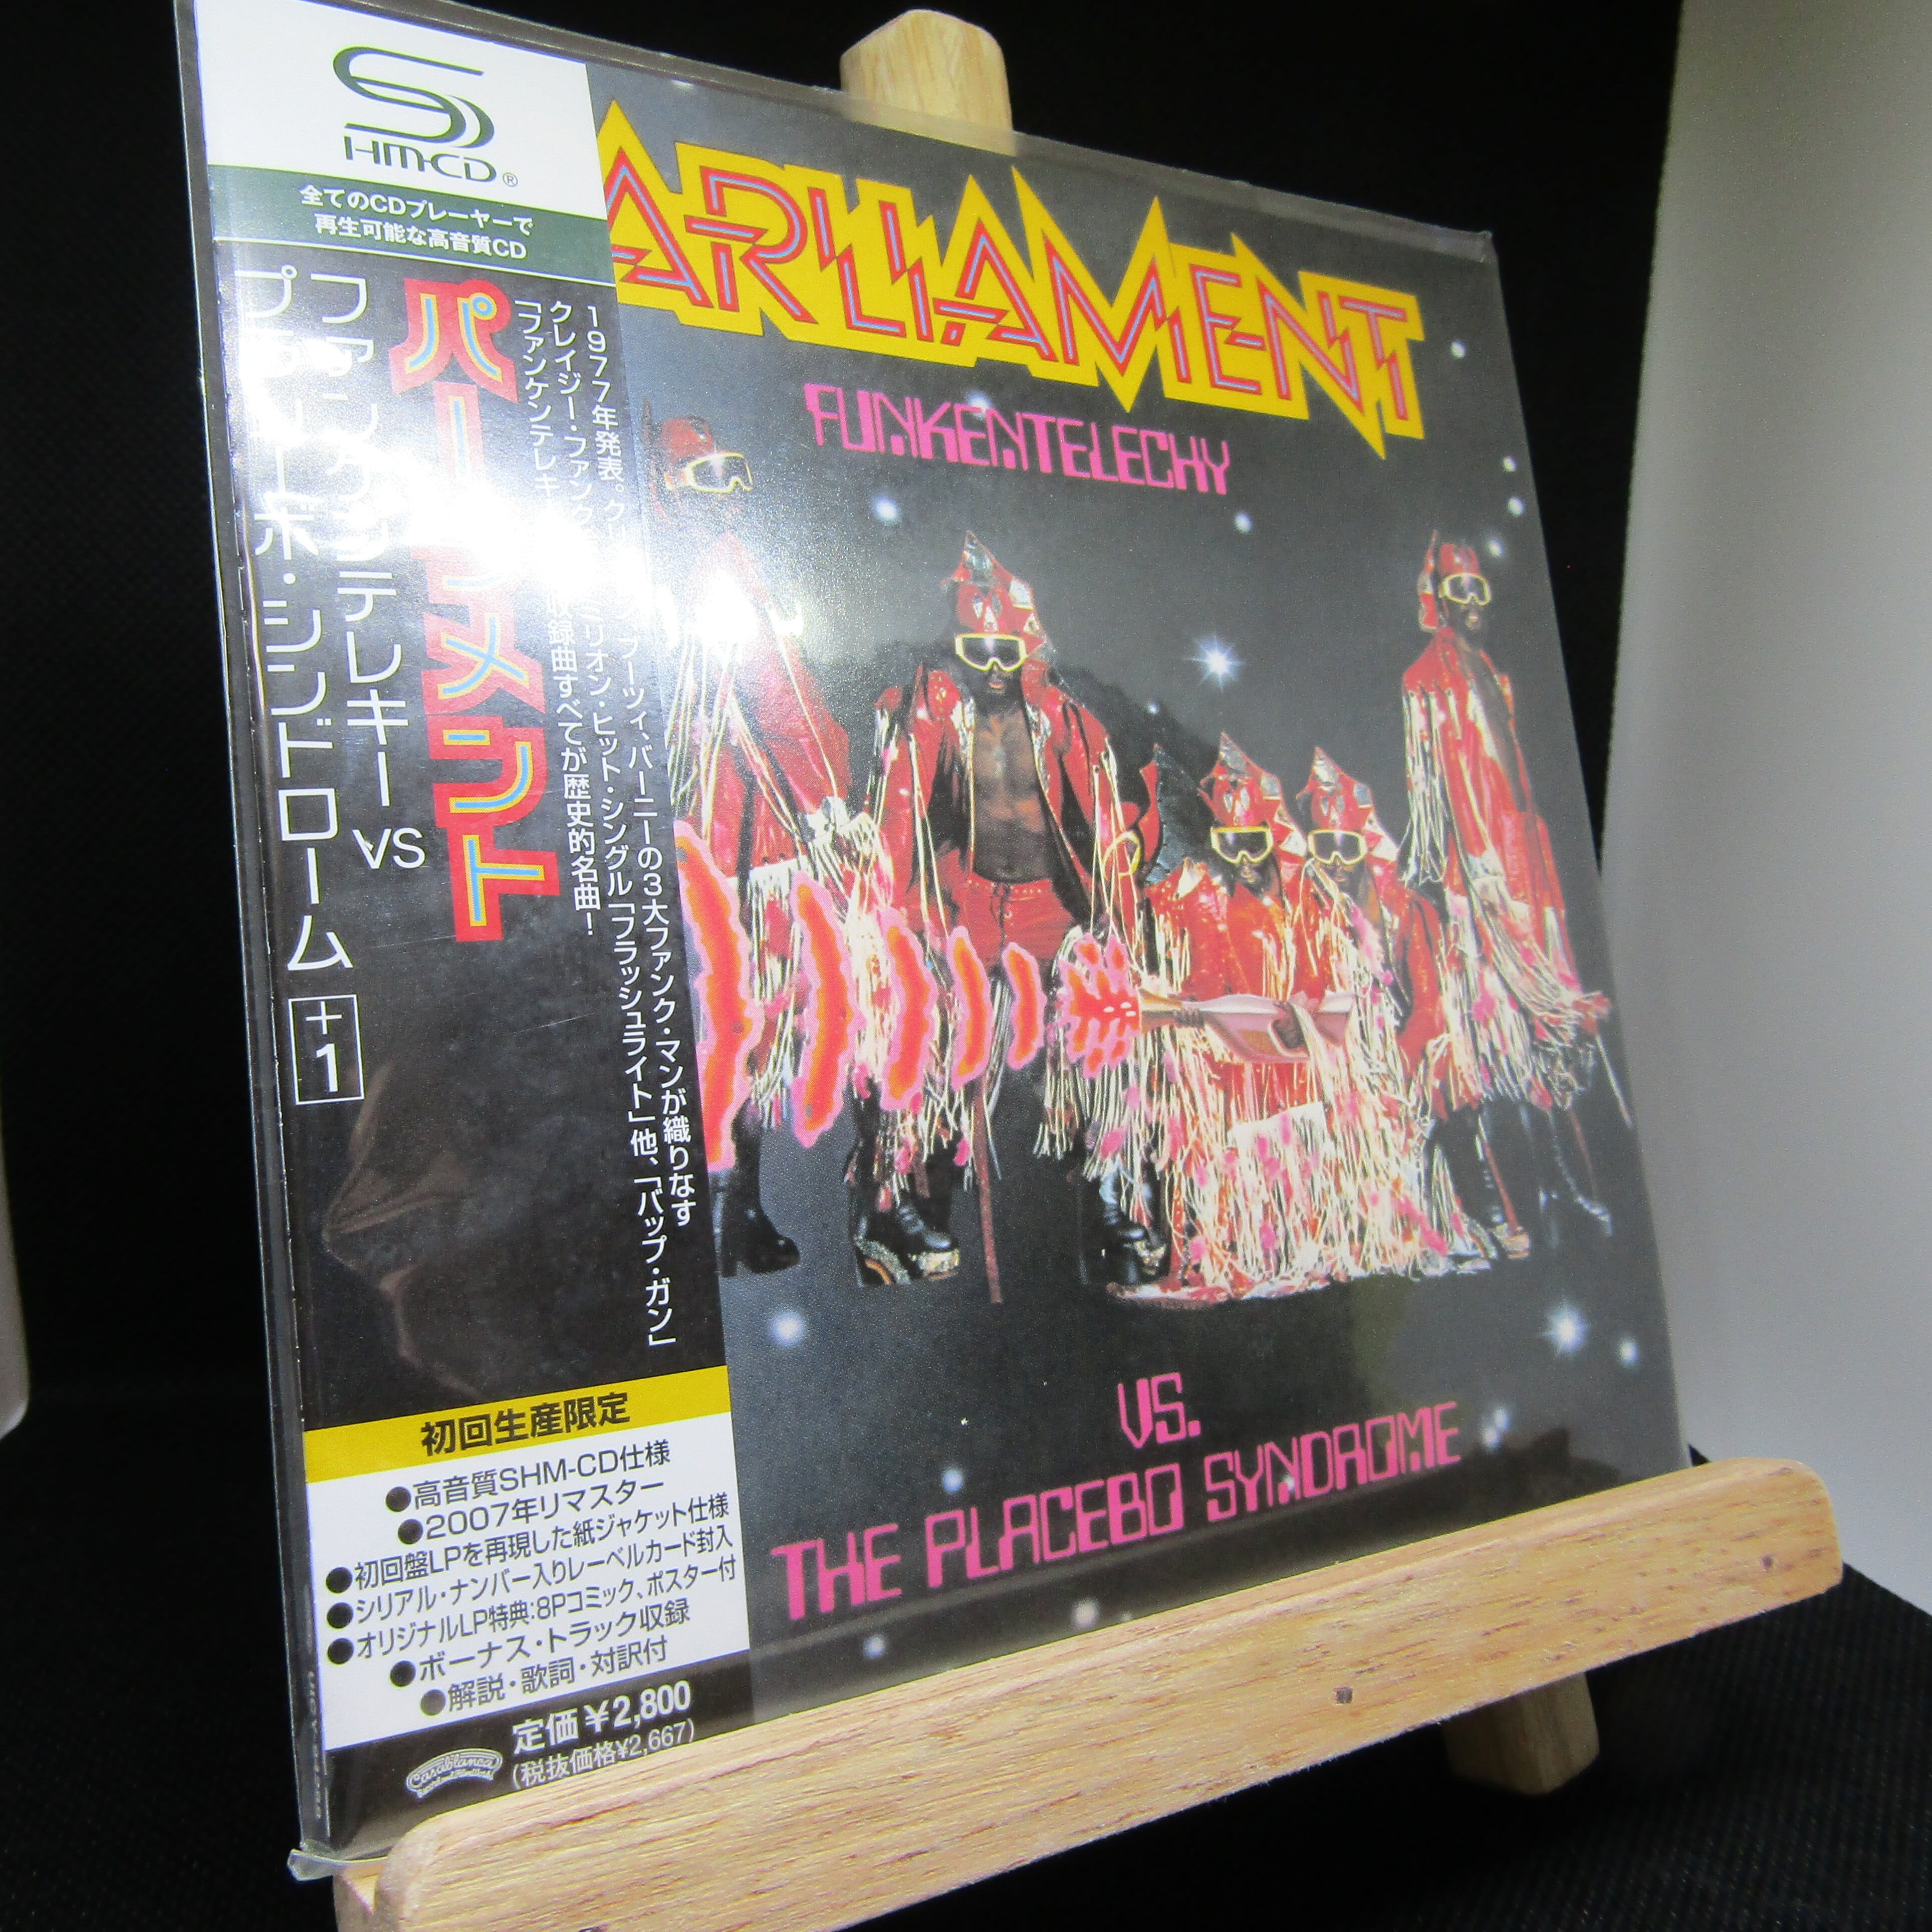 SHM-CD®
全てのCDプレーヤーで
再生可能な高音質CD
ARLIAMENT
FUNKENTELECHY
1977年発表。
ブーツィ、バーニーの3大ファンク・マンが織りなす
クレイジー・ファンク
ミリオン・ヒット・シングル「フラッシュライト」他、「バップ・ガン」
「ファンケンテレキ
収録曲すべてが歴史的名曲!
パー メント
ファンケンテレキー VS
プラシーボ・シンドローム +1
VS.
THE PLACEBO SYNDROME
初回生産限定
●高音質SHM-CD仕様
●2007年リマスター
●初回盤LPを再現した紙ジャケット仕様
●シリアル・ナンバー入りレーベルカード封入
●オリジナルLP特典:8Pコミック、ポスター付
●ボーナス・トラック収録
●解説・歌詞・対訳付
定価¥2,800
(税抜価格¥2,667)
Casablanca